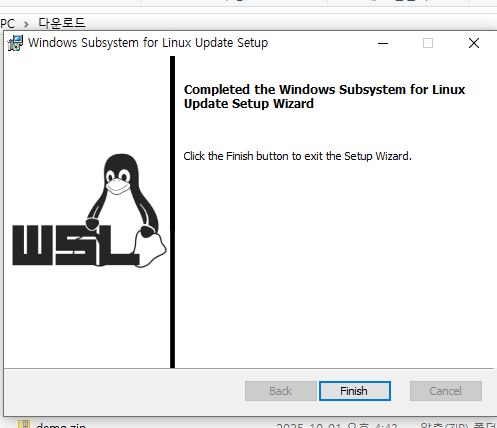 PC > 다운로드
Windows Subsystem for Linux Update Setup
Completed the Windows Subsystem for Linux
Update Setup Wizard
Click the Finish button to exit the Setup Wizard.
WSL
Back
Finish
Cancel
demo.zip
2025-10-01 오후 4:43
압축(ZIP) 폴더